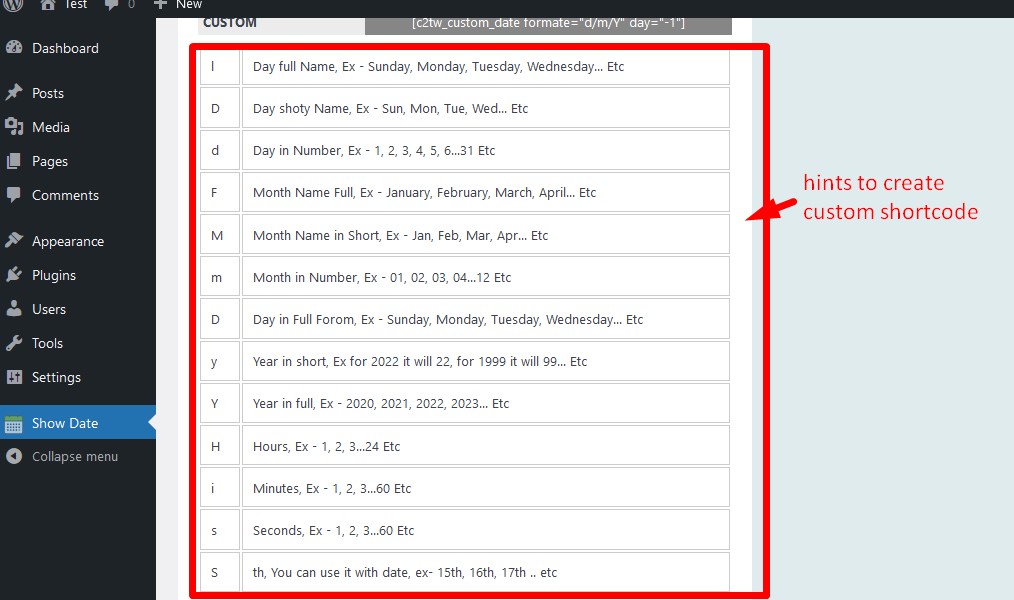 Test 0 New
CUSTOM [c2tw_custom_date formate="d/m/Y" day="-1"]
Dashboard
Posts
Media
Pages
Comments
Appearance
Plugins
Users
Tools
Settings
Show Date
Collapse menu
l Day full Name, Ex - Sunday, Monday, Tuesday, Wednesday... Etc
D Day shoty Name, Ex - Sun, Mon, Tue, Wed... Etc
d Day in Number, Ex - 1, 2, 3, 4, 5, 6...31 Etc
F Month Name Full, Ex - January, February, March, April... Etc
M Month Name in Short, Ex - Jan, Feb, Mar, Apr... Etc
m Month in Number, Ex - 01, 02, 03, 04...12 Etc
D Day in Full Forom, Ex - Sunday, Monday, Tuesday, Wednesday... Etc
y Year in short, Ex for 2022 it will 22, for 1999 it will 99... Etc
Y Year in full, Ex - 2020, 2021, 2022, 2023... Etc
H Hours, Ex - 1, 2, 3...24 Etc
i Minutes, Ex - 1, 2, 3...60 Etc
s Seconds, Ex - 1, 2, 3...60 Etc
S th, You can use it with date, ex- 15th, 16th, 17th .. etc
hints to create
custom shortcode